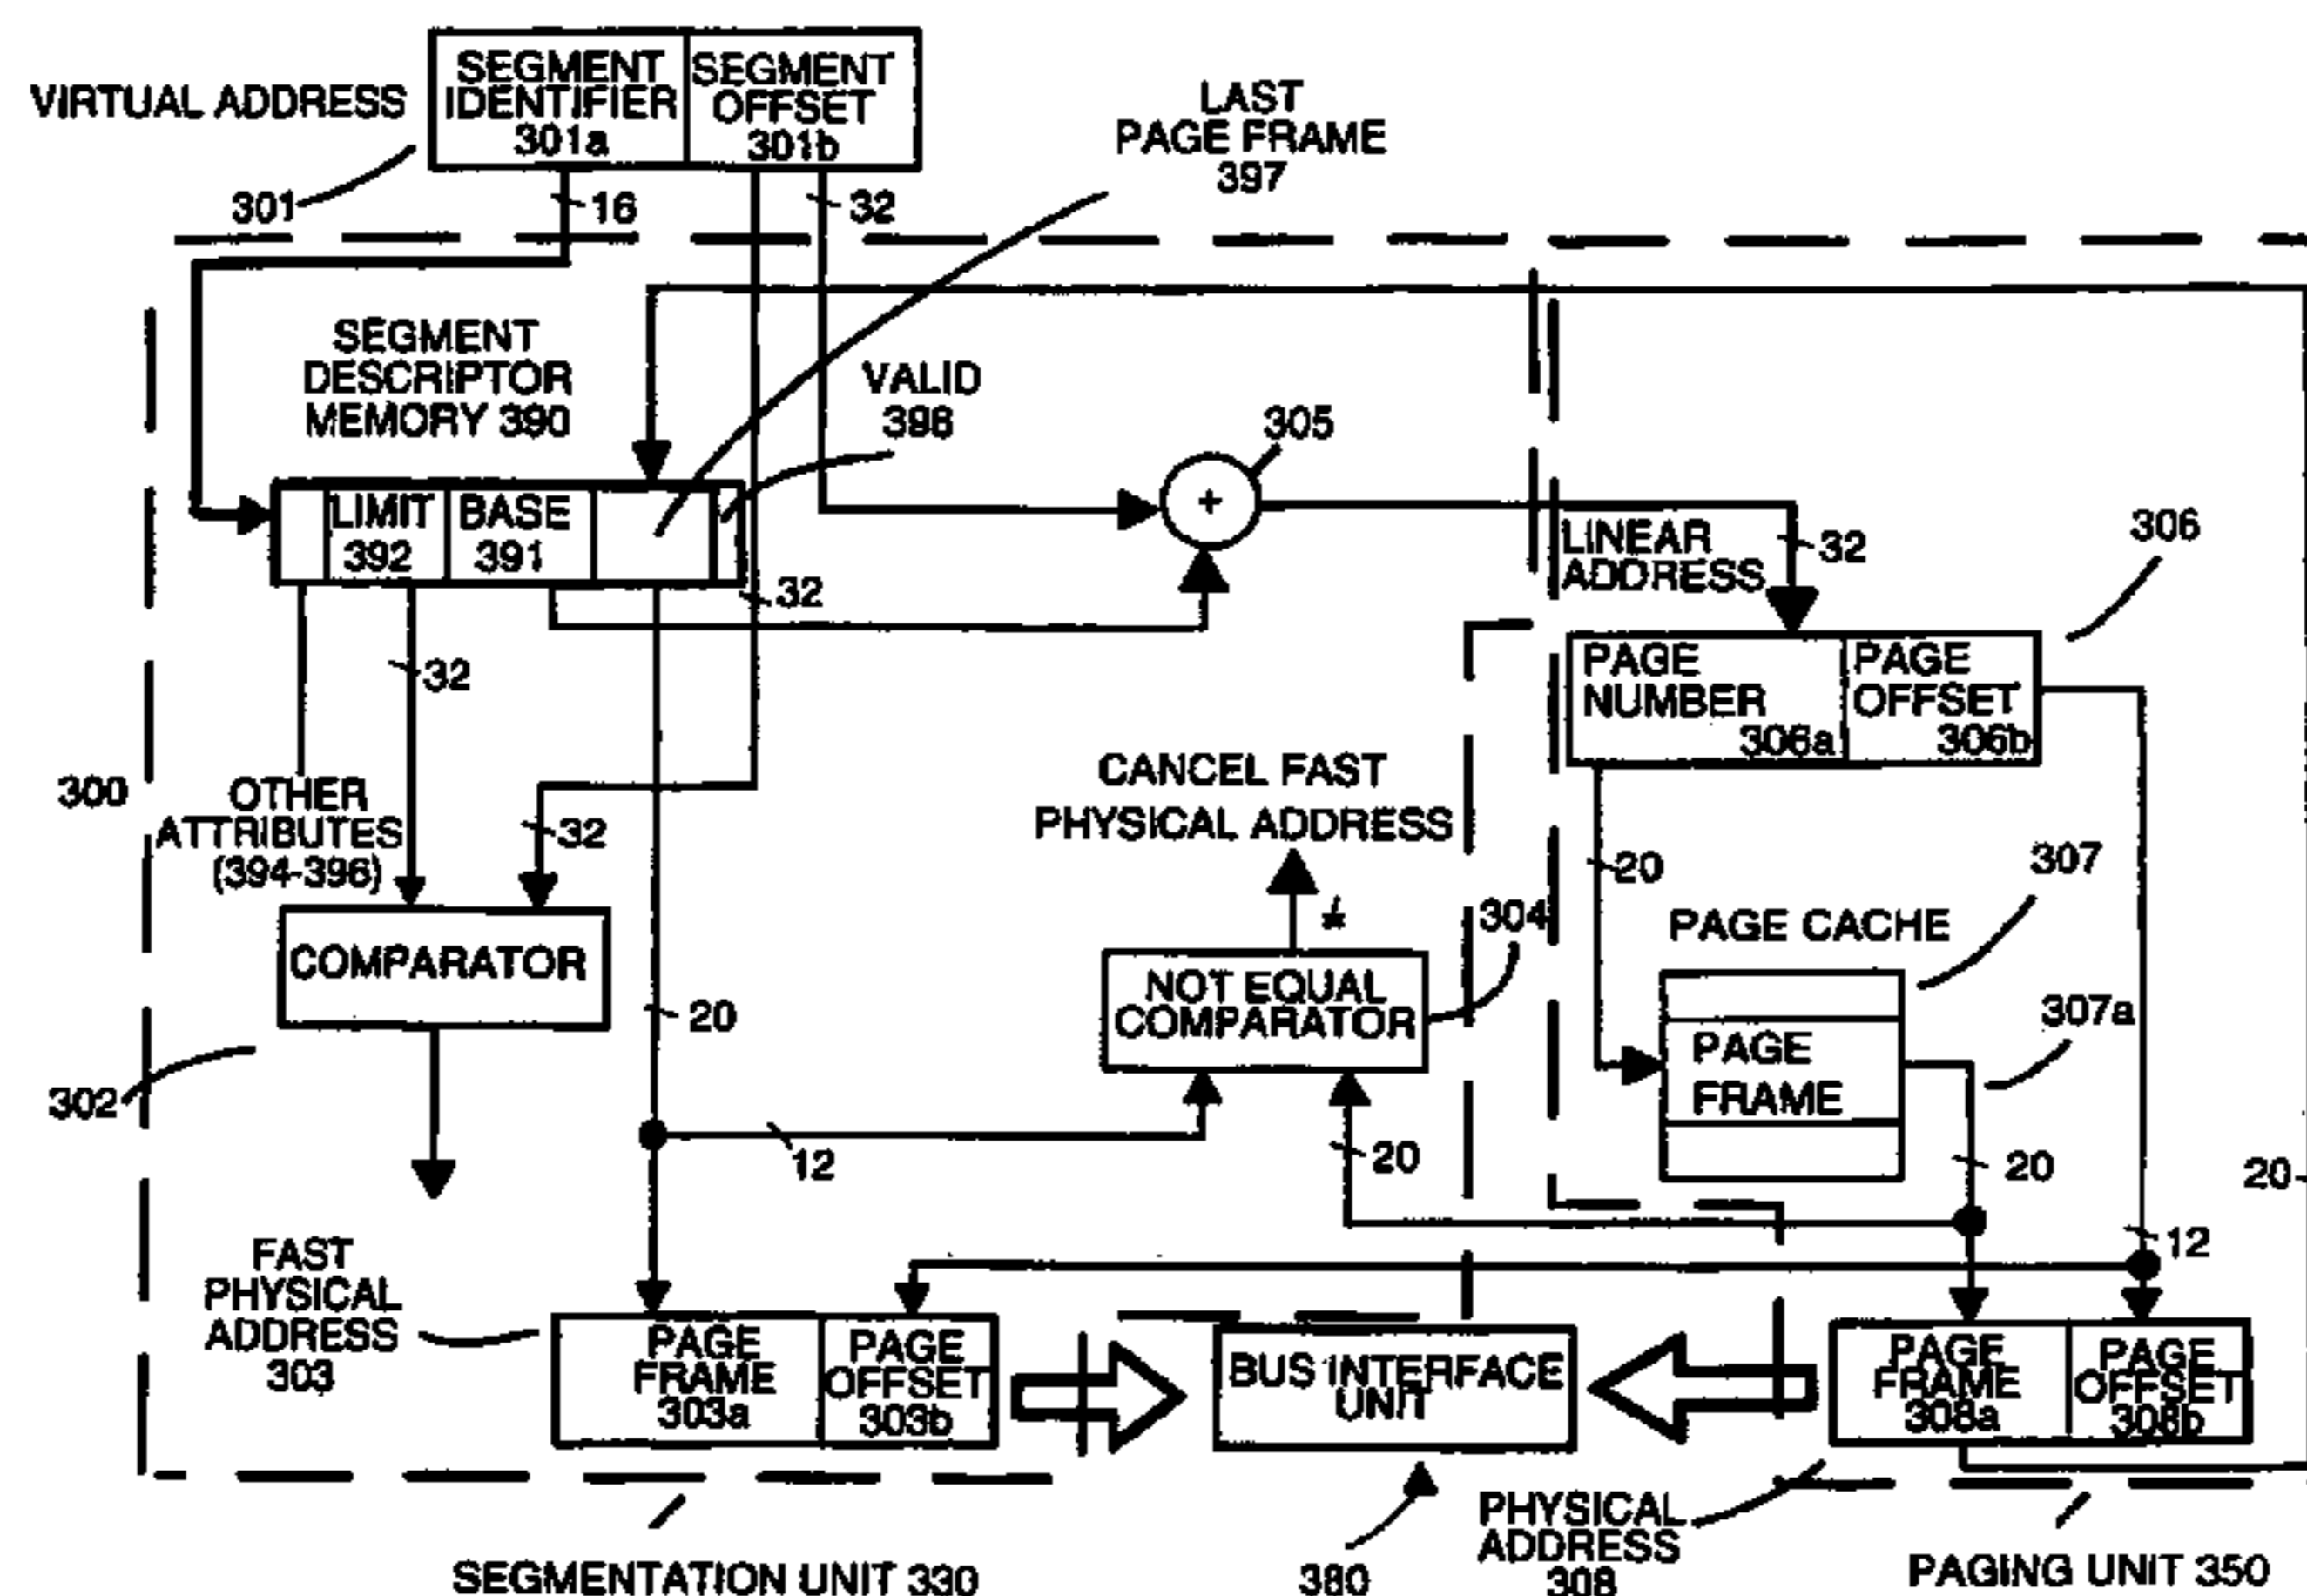 VIRTUAL ADDRESS
301
SEGMENT
IDENTIFIER
301a
SEGMENT
OFFSET
301b
16
32
LAST
PAGE FRAME
397
SEGMENT
DESCRIPTOR
MEMORY 390
VALID
398
305
+
LIMIT
392
BASE
391
32
32
LINEAR
ADDRESS
32
306
PAGE
NUMBER
306a
PAGE
OFFSET
306b
300
OTHER
ATTRIBUTES
(394-396)
32
CANCEL FAST
PHYSICAL ADDRESS
≠
304
20
307
PAGE CACHE
COMPARATOR
302
20
NOT EQUAL
COMPARATOR
307a
PAGE
FRAME
12
20
20
20
12
FAST
PHYSICAL
ADDRESS
303
PAGE
FRAME
303a
PAGE
OFFSET
303b
BUS INTERFACE
UNIT
PAGE
FRAME
308a
PAGE
OFFSET
308b
SEGMENTATION UNIT 330
380
PHYSICAL
ADDRESS
308
PAGING UNIT 350